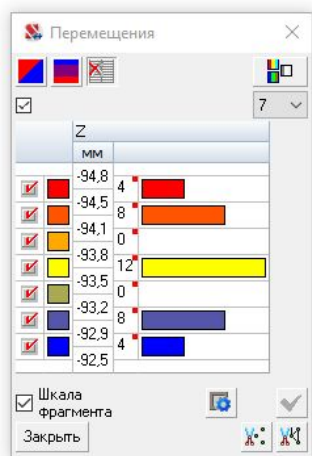 Перемещения
7
Z
мм
-94,8
4
-94,5
8
-94,1
0
-93,8
12
-93,5
0
-93,2
8
-92,9
4
-92,5
Шкала
фрагмента
Закрыть